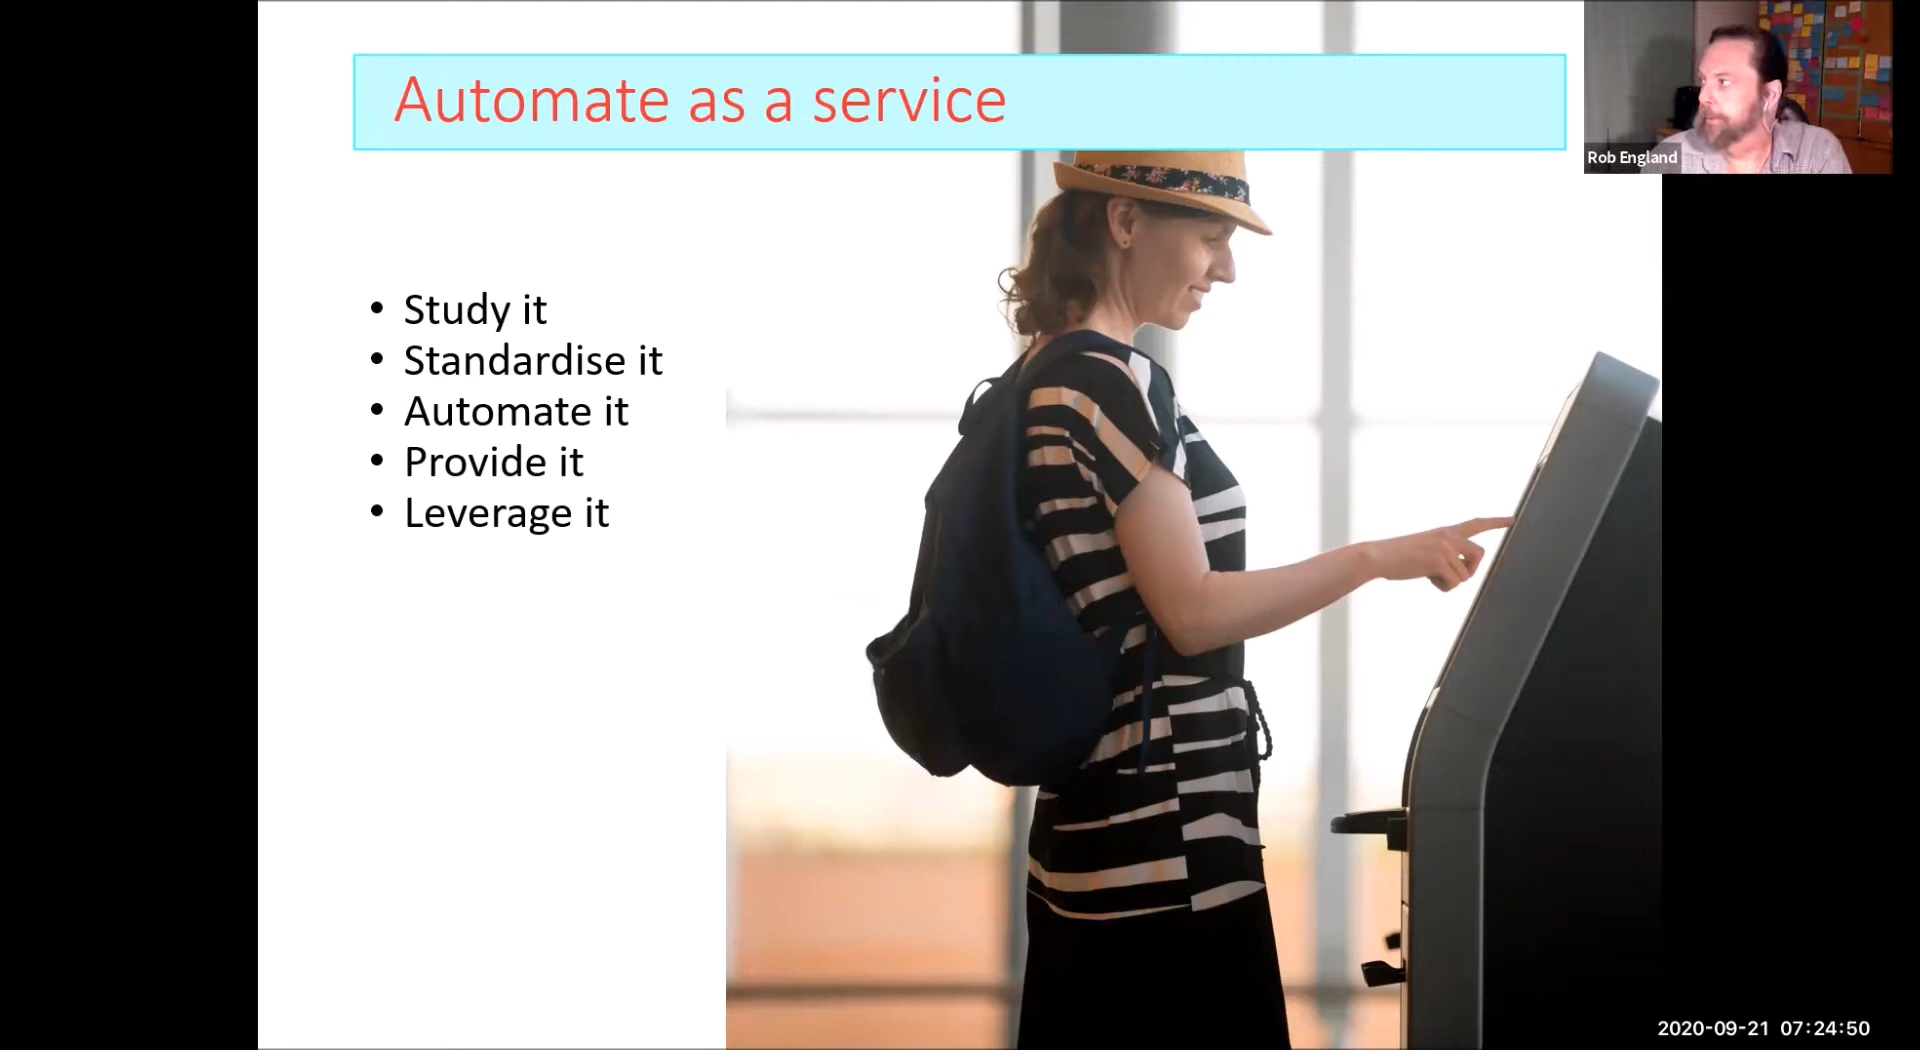 Automate as a service
Rob England
• Study it
• Standardise it
• Automate it
• Provide it
• Leverage it
2020-09-21 07:24:50